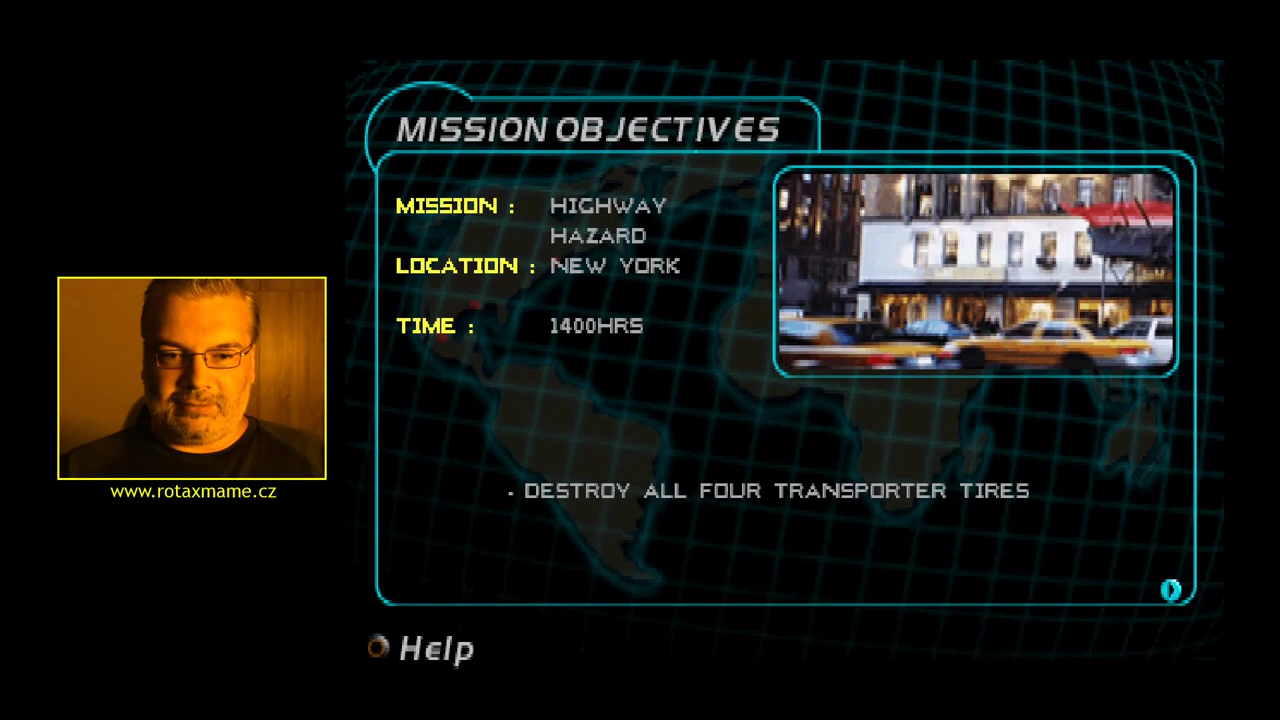 MISSION OBJECTIVES
MISSION : HIGHWAY
HAZARD
LOCATION : NEW YORK
TIME : 1400HRS
www.rotaxmame.cz
- DESTROY ALL FOUR TRANSPORTER TIRES
Help